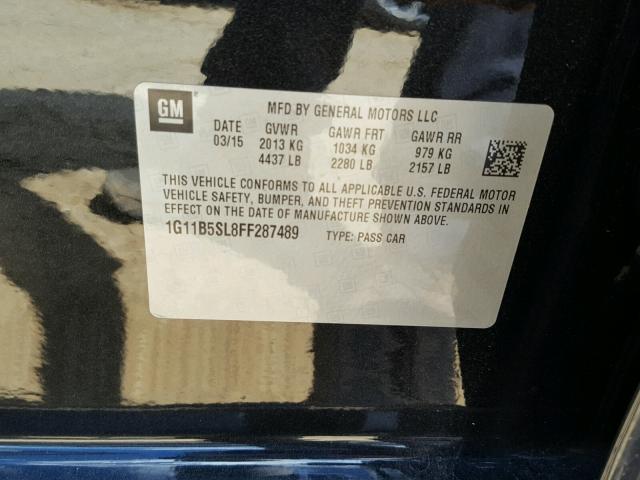 GM
MFD BY GENERAL MOTORS LLC
DATE GVWR GAWR FRT GAWR RR
03/15 2013 KG 1034 KG 979 KG
4437 LB 2280 LB 2157 LB
THIS VEHICLE CONFORMS TO ALL APPLICABLE U.S. FEDERAL MOTOR
VEHICLE SAFETY, BUMPER, AND THEFT PREVENTION STANDARDS IN
EFFECT ON THE DATE OF MANUFACTURE SHOWN ABOVE.
1G11B5SL8FF287489 TYPE: PASS CAR